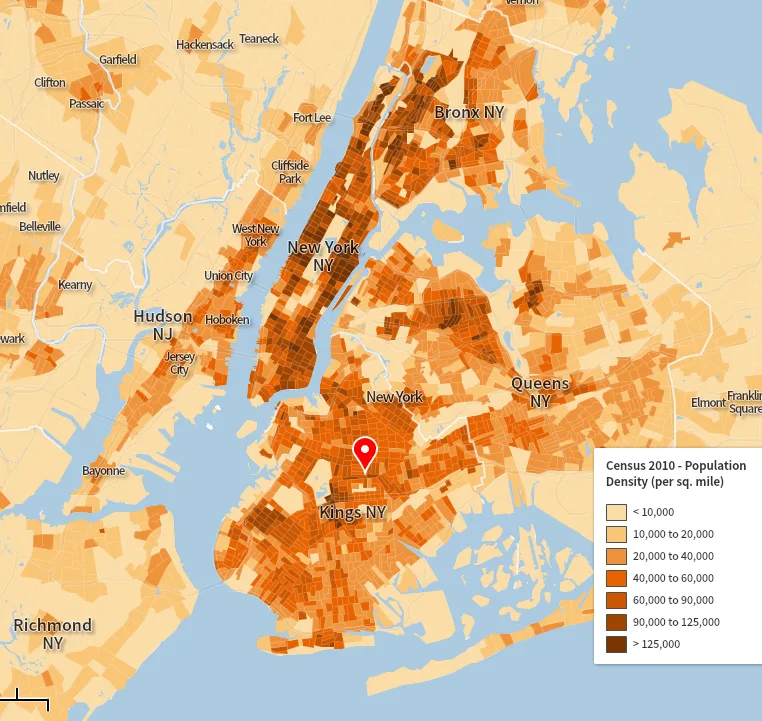 Vernon
Teaneck
Hackensack
Garfield
Clifton
Passaic
Bronx NY
Fort Lee
Cliffside
Park
Nutley
mfield
Belleville
West New
York
New York
NY
Union City
Kearny
Hudson
NJ
Hoboken
wark
Jersey
City
Queens
NY
New York
Elmont
Franklin
Square
Bayonne
Kings NY
Richmond
NY
Census 2010 - Population
Density (per sq. mile)
< 10,000
10,000 to 20,000
20,000 to 40,000
40,000 to 60,000
60,000 to 90,000
90,000 to 125,000
> 125,000